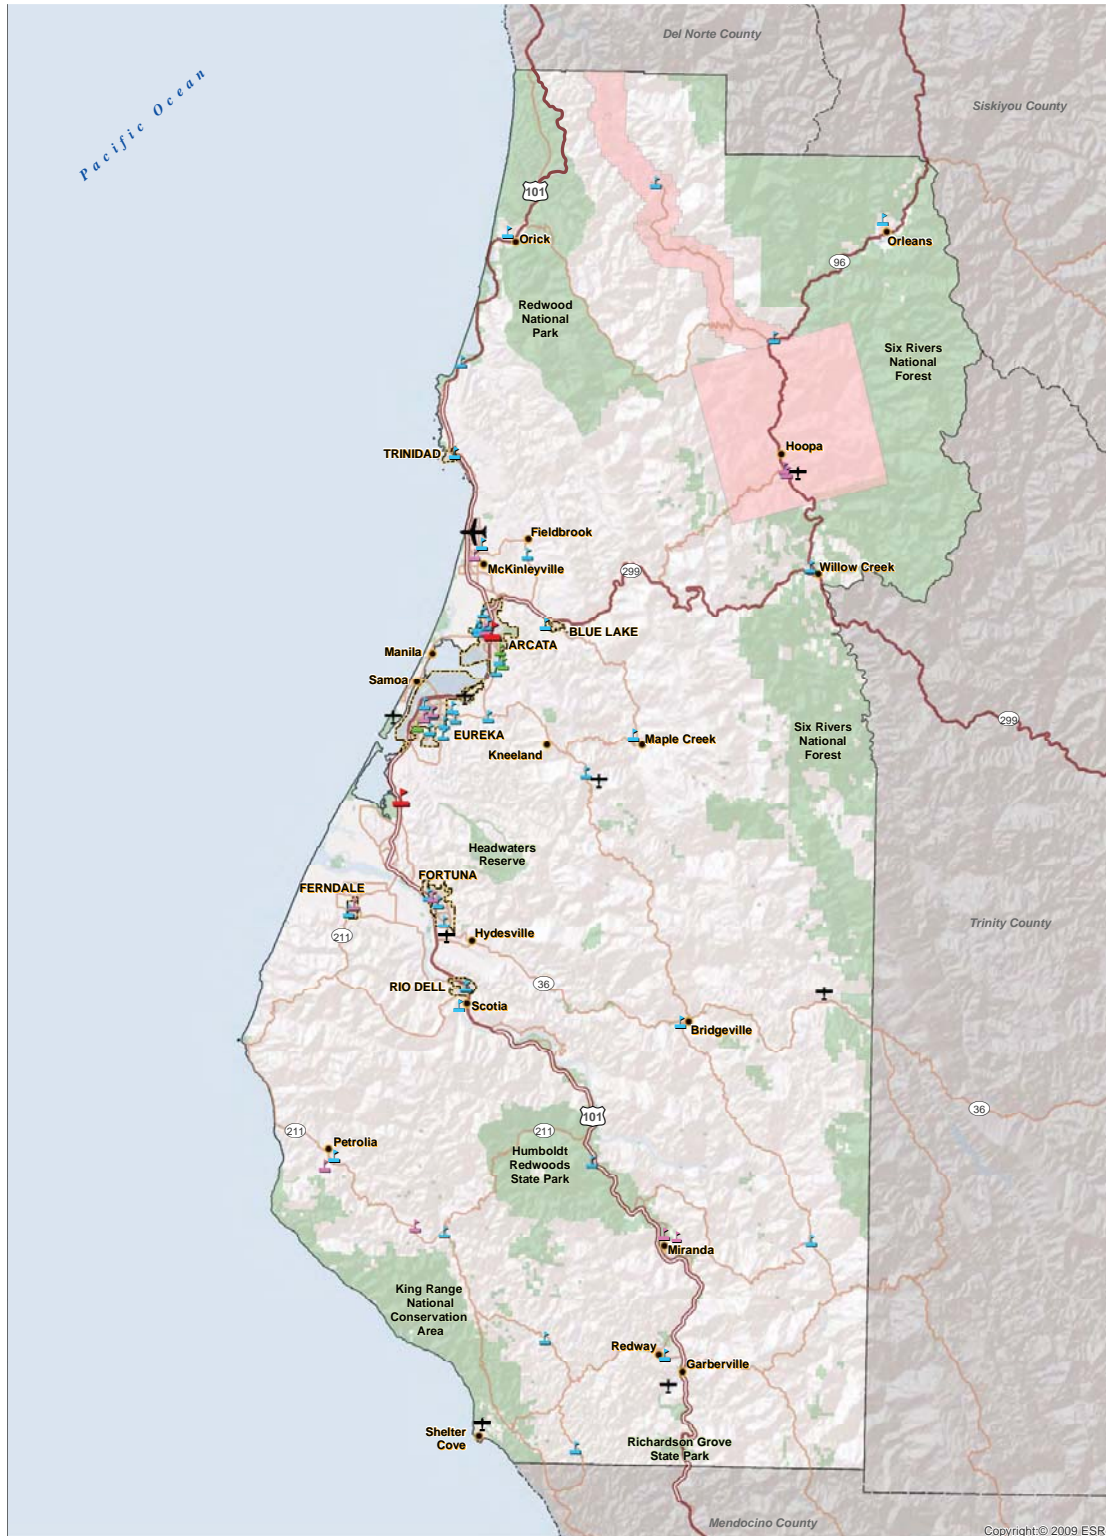 Del Norte County
Siskiyou County
Pacific Ocean
101
Orick
Orleans
96
Redwood
National
Park
Six Rivers
National
Forest
Hoopa
TRINIDAD
Fieldbrook
McKinleyville
299
Willow Creek
BLUE LAKE
ARCATA
Manila
Samoa
EUREKA
Kneeland
Maple Creek
Six Rivers
National
Forest
299
Headwaters
Reserve
FORTUNA
FERNDALE
211
Hydesville
Trinity County
RIO DELL
36
Scotia
Bridgeville
36
101
211
211
Petrolia
Humboldt
Redwoods
State Park
Miranda
King Range
National
Conservation
Area
Redway
Garberville
Shelter
Cove
Richardson Grove
State Park
Mendocino County
Copyright:© 2009 ESR